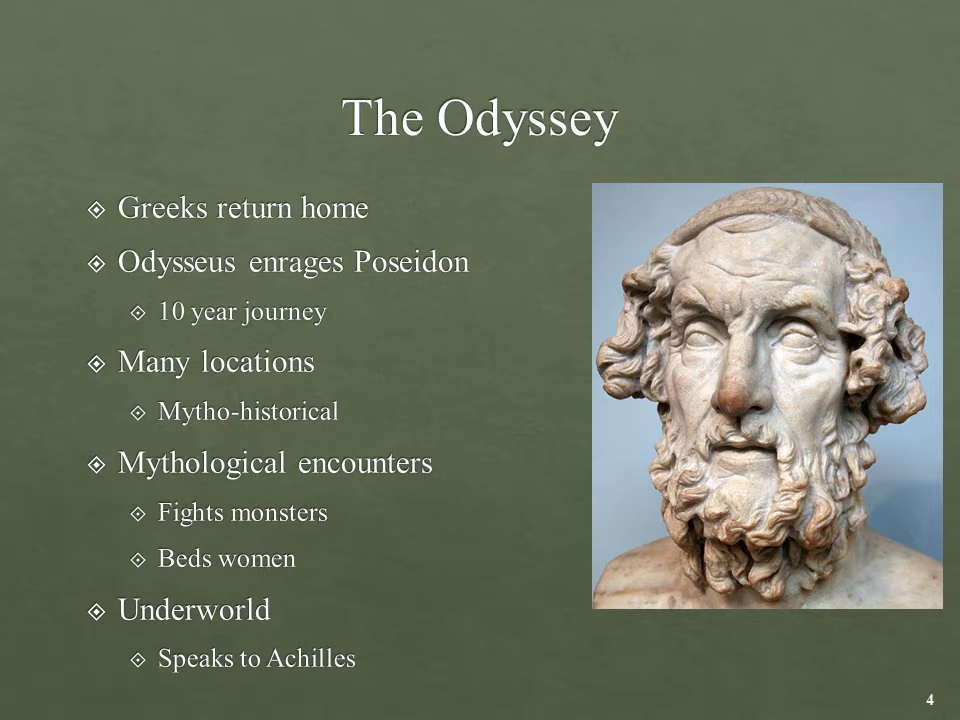 The Odyssey
Greeks return home
Odysseus enrages Poseidon
10 year journey
Many locations
Mytho-historical
Mythological encounters
Fights monsters
Beds women
Underworld
Speaks to Achilles
4